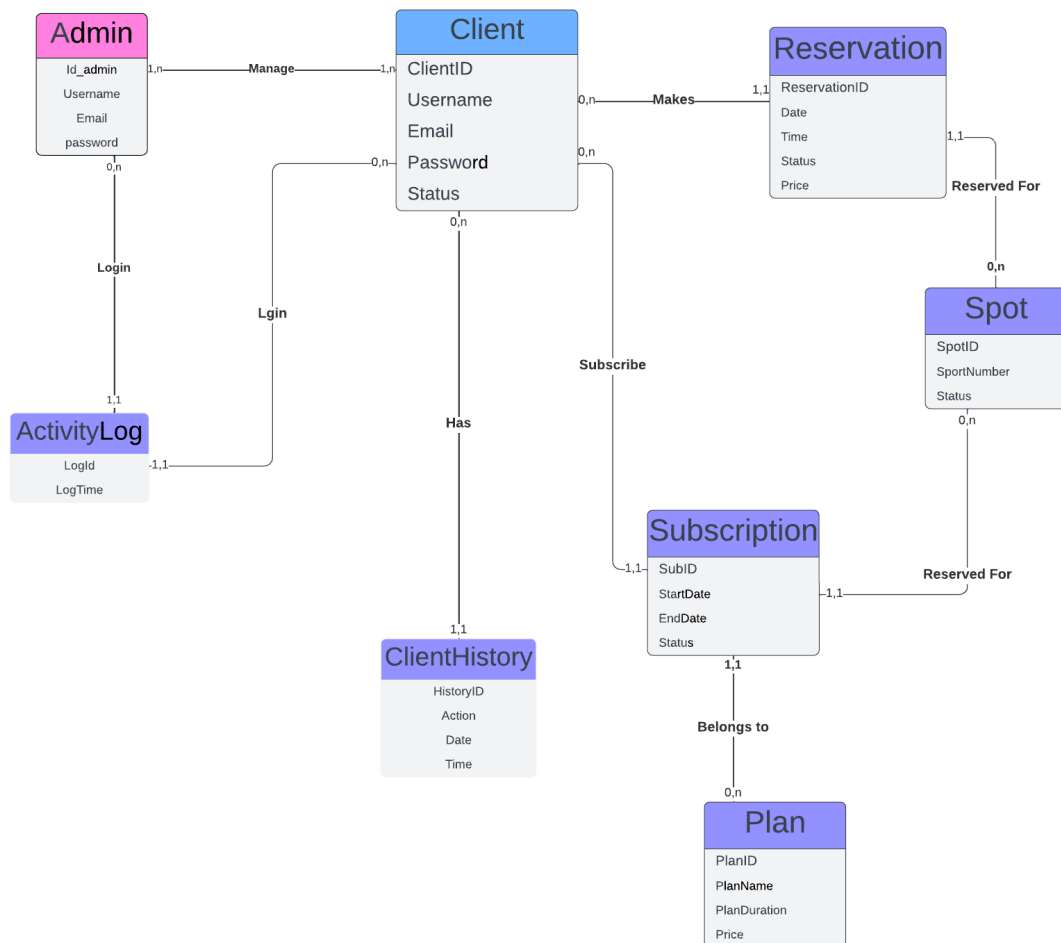 Admin
Id_admin
Username
Email
password
1,n
Manage
1,n
0,n
Login
1,1
Client
ClientID
Username
Email
Password
Status
0,n
Makes
1,1
0,n
0,n
0,n
Lgin
1,1
Reservation
ReservationID
Date
Time
Status
Price
1,1
Reserved For
0,n
Spot
SpotID
SportNumber
Status
0,n
Subscribe
Has
ActivityLog
LogId
LogTime
Subscription
SubID
StartDate
EndDate
Status
1,1
1,1
Reserved For
1,1
1,1
ClientHistory
HistoryID
Action
Date
Time
Belongs to
0,n
Plan
PlanID
PlanName
PlanDuration
Price